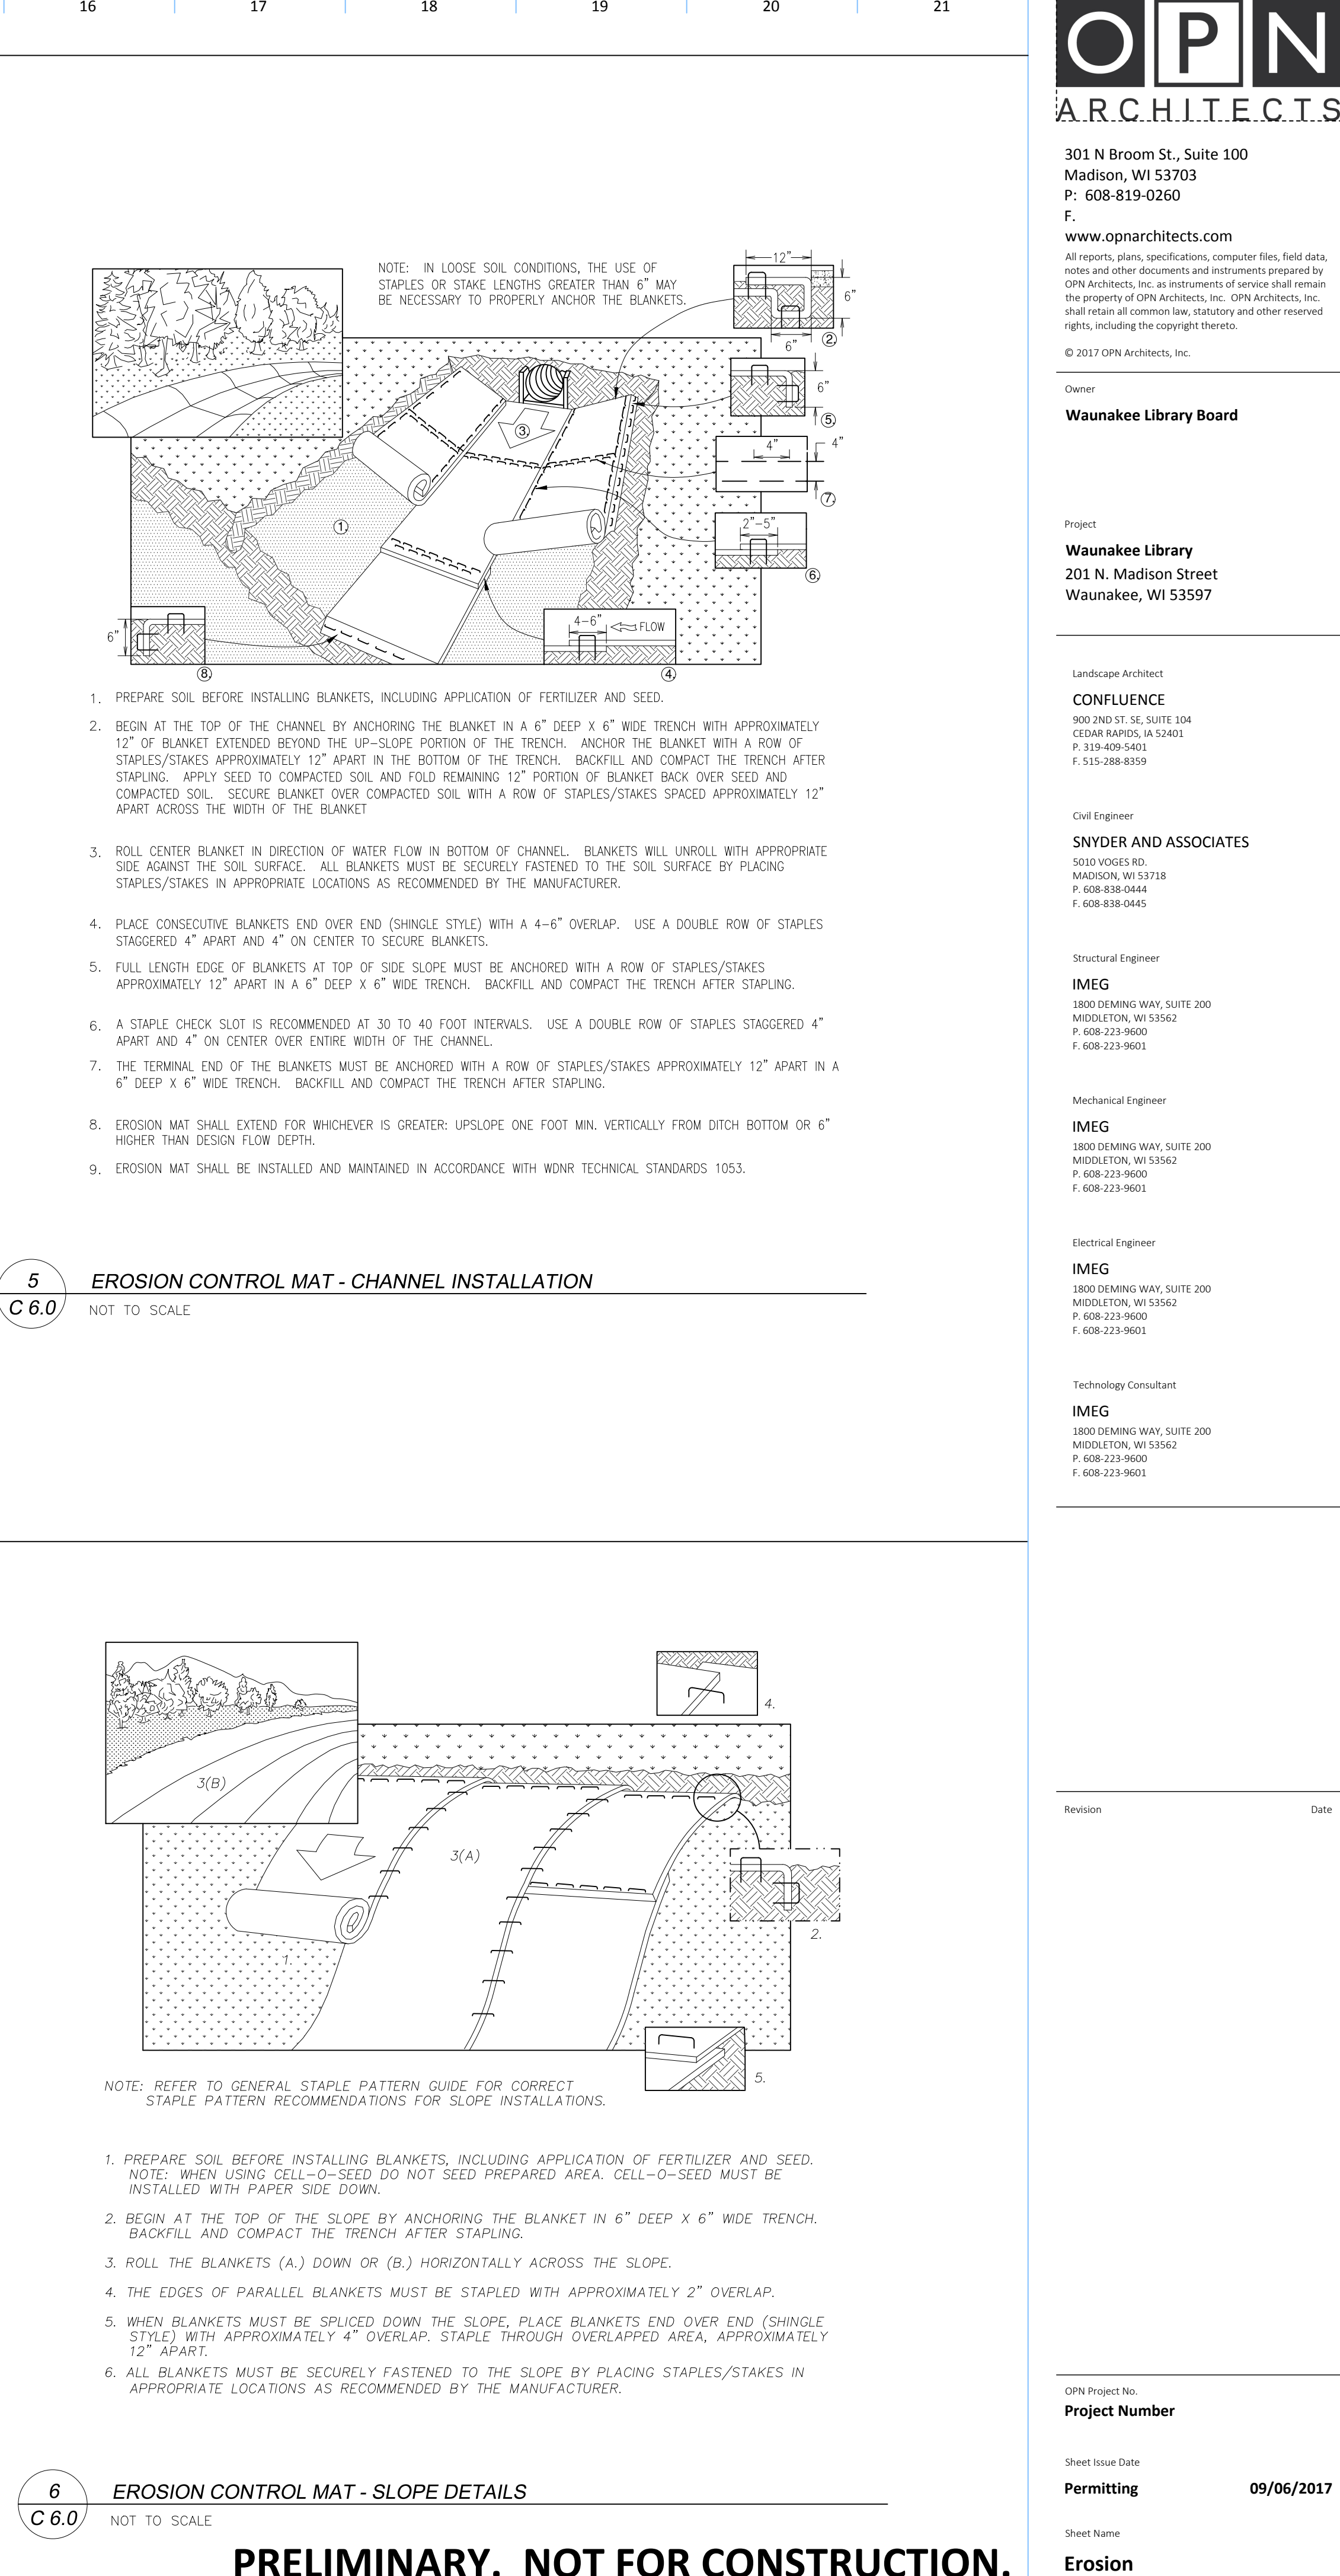 16 17 18 19 20 21
NOTE: IN LOOSE SOIL CONDITIONS, THE USE OF
STAPLES OR STAKE LENGTHS GREATER THAN 6" MAY
BE NECESSARY TO PROPERLY ANCHOR THE BLANKETS.
12"
6"
6"
2.
6"
5.
4"
4"
7.
2"-5"
6.
3.
1.
6"
8.
4-6"
FLOW
4.
1. PREPARE SOIL BEFORE INSTALLING BLANKETS, INCLUDING APPLICATION OF FERTILIZER AND SEED.
2. BEGIN AT THE TOP OF THE CHANNEL BY ANCHORING THE BLANKET IN A 6" DEEP X 6" WIDE TRENCH WITH APPROXIMATELY
12" OF BLANKET EXTENDED BEYOND THE UP-SLOPE PORTION OF THE TRENCH. ANCHOR THE BLANKET WITH A ROW OF
STAPLES/STAKES APPROXIMATELY 12" APART IN THE BOTTOM OF THE TRENCH. BACKFILL AND COMPACT THE TRENCH AFTER
STAPLING. APPLY SEED TO COMPACTED SOIL AND FOLD REMAINING 12" PORTION OF BLANKET BACK OVER SEED AND
COMPACTED SOIL. SECURE BLANKET OVER COMPACTED SOIL WITH A ROW OF STAPLES/STAKES SPACED APPROXIMATELY 12"
APART ACROSS THE WIDTH OF THE BLANKET
3. ROLL CENTER BLANKET IN DIRECTION OF WATER FLOW IN BOTTOM OF CHANNEL. BLANKETS WILL UNROLL WITH APPROPRIATE
SIDE AGAINST THE SOIL SURFACE. ALL BLANKETS MUST BE SECURELY FASTENED TO THE SOIL SURFACE BY PLACING
STAPLES/STAKES IN APPROPRIATE LOCATIONS AS RECOMMENDED BY THE MANUFACTURER.
4. PLACE CONSECUTIVE BLANKETS END OVER END (SHINGLE STYLE) WITH A 4-6" OVERLAP. USE A DOUBLE ROW OF STAPLES
STAGGERED 4" APART AND 4" ON CENTER TO SECURE BLANKETS.
5. FULL LENGTH EDGE OF BLANKETS AT TOP OF SIDE SLOPE MUST BE ANCHORED WITH A ROW OF STAPLES/STAKES
APPROXIMATELY 12" APART IN A 6" DEEP X 6" WIDE TRENCH. BACKFILL AND COMPACT THE TRENCH AFTER STAPLING.
6. A STAPLE CHECK SLOT IS RECOMMENDED AT 30 TO 40 FOOT INTERVALS. USE A DOUBLE ROW OF STAPLES STAGGERED 4"
APART AND 4" ON CENTER OVER ENTIRE WIDTH OF THE CHANNEL.
7. THE TERMINAL END OF THE BLANKETS MUST BE ANCHORED WITH A ROW OF STAPLES/STAKES APPROXIMATELY 12" APART IN A
6" DEEP X 6" WIDE TRENCH. BACKFILL AND COMPACT THE TRENCH AFTER STAPLING.
8. EROSION MAT SHALL EXTEND FOR WHICHEVER IS GREATER: UPSLOPE ONE FOOT MIN. VERTICALLY FROM DITCH BOTTOM OR 6"
HIGHER THAN DESIGN FLOW DEPTH.
9. EROSION MAT SHALL BE INSTALLED AND MAINTAINED IN ACCORDANCE WITH WDNR TECHNICAL STANDARDS 1053.
5
C 6.0
EROSION CONTROL MAT - CHANNEL INSTALLATION
NOT TO SCALE
4.
3(B)
3(A)
2.
1.
5.
NOTE: REFER TO GENERAL STAPLE PATTERN GUIDE FOR CORRECT
STAPLE PATTERN RECOMMENDATIONS FOR SLOPE INSTALLATIONS.
1. PREPARE SOIL BEFORE INSTALLING BLANKETS, INCLUDING APPLICATION OF FERTILIZER AND SEED.
NOTE: WHEN USING CELL-O-SEED DO NOT SEED PREPARED AREA. CELL-O-SEED MUST BE
INSTALLED WITH PAPER SIDE DOWN.
2. BEGIN AT THE TOP OF THE SLOPE BY ANCHORING THE BLANKET IN 6" DEEP X 6" WIDE TRENCH.
BACKFILL AND COMPACT THE TRENCH AFTER STAPLING.
3. ROLL THE BLANKETS (A.) DOWN OR (B.) HORIZONTALLY ACROSS THE SLOPE.
4. THE EDGES OF PARALLEL BLANKETS MUST BE STAPLED WITH APPROXIMATELY 2" OVERLAP.
5. WHEN BLANKETS MUST BE SPLICED DOWN THE SLOPE, PLACE BLANKETS END OVER END (SHINGLE
STYLE) WITH APPROXIMATELY 4" OVERLAP. STAPLE THROUGH OVERLAPPED AREA, APPROXIMATELY
12" APART.
6. ALL BLANKETS MUST BE SECURELY FASTENED TO THE SLOPE BY PLACING STAPLES/STAKES IN
APPROPRIATE LOCATIONS AS RECOMMENDED BY THE MANUFACTURER.
6
C 6.0
EROSION CONTROL MAT - SLOPE DETAILS
NOT TO SCALE
PRELIMINARY. NOT FOR CONSTRUCTION.
OPN
ARCHITECTS
301 N Broom St., Suite 100
Madison, WI 53703
P: 608-819-0260
F.
www.opnarchitects.com
All reports, plans, specifications, computer files, field data,
notes and other documents and instruments prepared by
OPN Architects, Inc. as instruments of service shall remain
the property of OPN Architects, Inc. OPN Architects, Inc.
shall retain all common law, statutory and other reserved
rights, including the copyright thereto.
© 2017 OPN Architects, Inc.
Owner
Waunakee Library Board
Project
Waunakee Library
201 N. Madison Street
Waunakee, WI 53597
Landscape Architect
CONFLUENCE
900 2ND ST. SE, SUITE 104
CEDAR RAPIDS, IA 52401
P. 319-409-5401
F. 515-288-8359
Civil Engineer
SNYDER AND ASSOCIATES
5010 VOGES RD.
MADISON, WI 53718
P. 608-838-0444
F. 608-838-0445
Structural Engineer
IMEG
1800 DEMING WAY, SUITE 200
MIDDLETON, WI 53562
P. 608-223-9600
F. 608-223-9601
Mechanical Engineer
IMEG
1800 DEMING WAY, SUITE 200
MIDDLETON, WI 53562
P. 608-223-9600
F. 608-223-9601
Electrical Engineer
IMEG
1800 DEMING WAY, SUITE 200
MIDDLETON, WI 53562
P. 608-223-9600
F. 608-223-9601
Technology Consultant
IMEG
1800 DEMING WAY, SUITE 200
MIDDLETON, WI 53562
P. 608-223-9600
F. 608-223-9601
Revision Date
OPN Project No.
Project Number
Sheet Issue Date
Permitting 09/06/2017
Sheet Name
Erosion